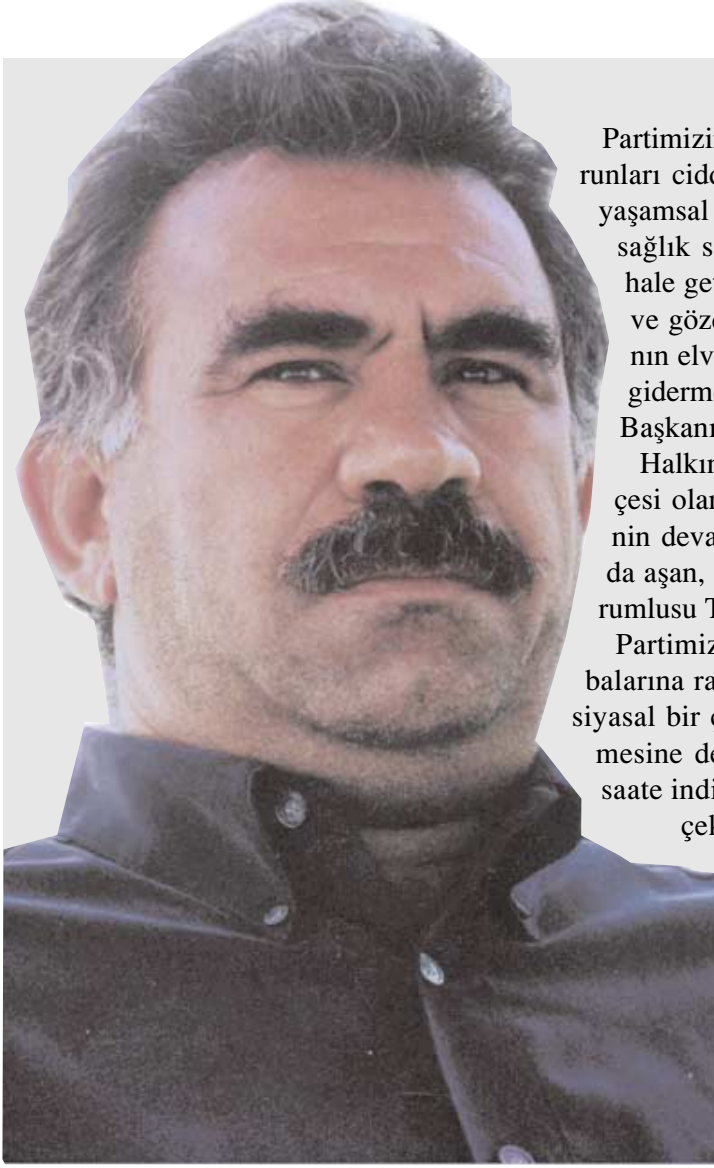 Partimizi
runları cidd
yaşamsal
sağlık s
hale ge
ve göz
nın elv
giderm
Başkanı
Halkın
çesi olan
nin deva
da aşan,
rumlusu T
Partimiz
balarına ra
siyasal bir
mesine de
saate indi
çel